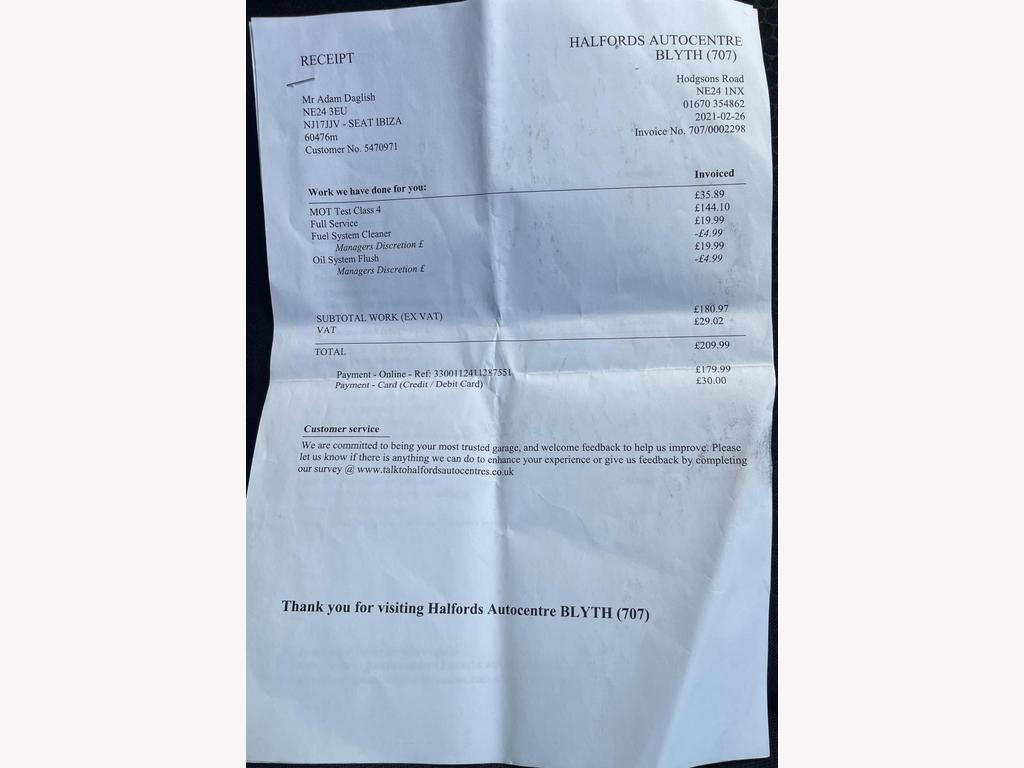 RECEIPT
HALFORDS AUTOCENTRE
BLYTH (707)
Mr Adam Daglish
NE24 3EU
NJ17JJV - SEAT IBIZA
60476m
Customer No. 5470971
Hodgsons Road
NE24 1NX
01670 354862
2021-02-26
Invoice No. 707/0002298
Work we have done for you: Invoiced
MOT Test Class 4 £35.89
Full Service £144.10
Fuel System Cleaner £19.99
Managers Discretion £ -£4.99
Oil System Flush £19.99
Managers Discretion £ -£4.99
SUBTOTAL WORK (EX VAT) £180.97
VAT £29.02
TOTAL £209.99
Payment - Online - Ref: 3300112411287551 £179.99
Payment - Card (Credit / Debit Card) £30.00
Customer service
We are committed to being your most trusted garage, and welcome feedback to help us improve. Please
let us know if there is anything we can do to enhance your experience or give us feedback by completing
our survey @ www.talktohalfordsautocentres.co.uk
Thank you for visiting Halfords Autocentre BLYTH (707)